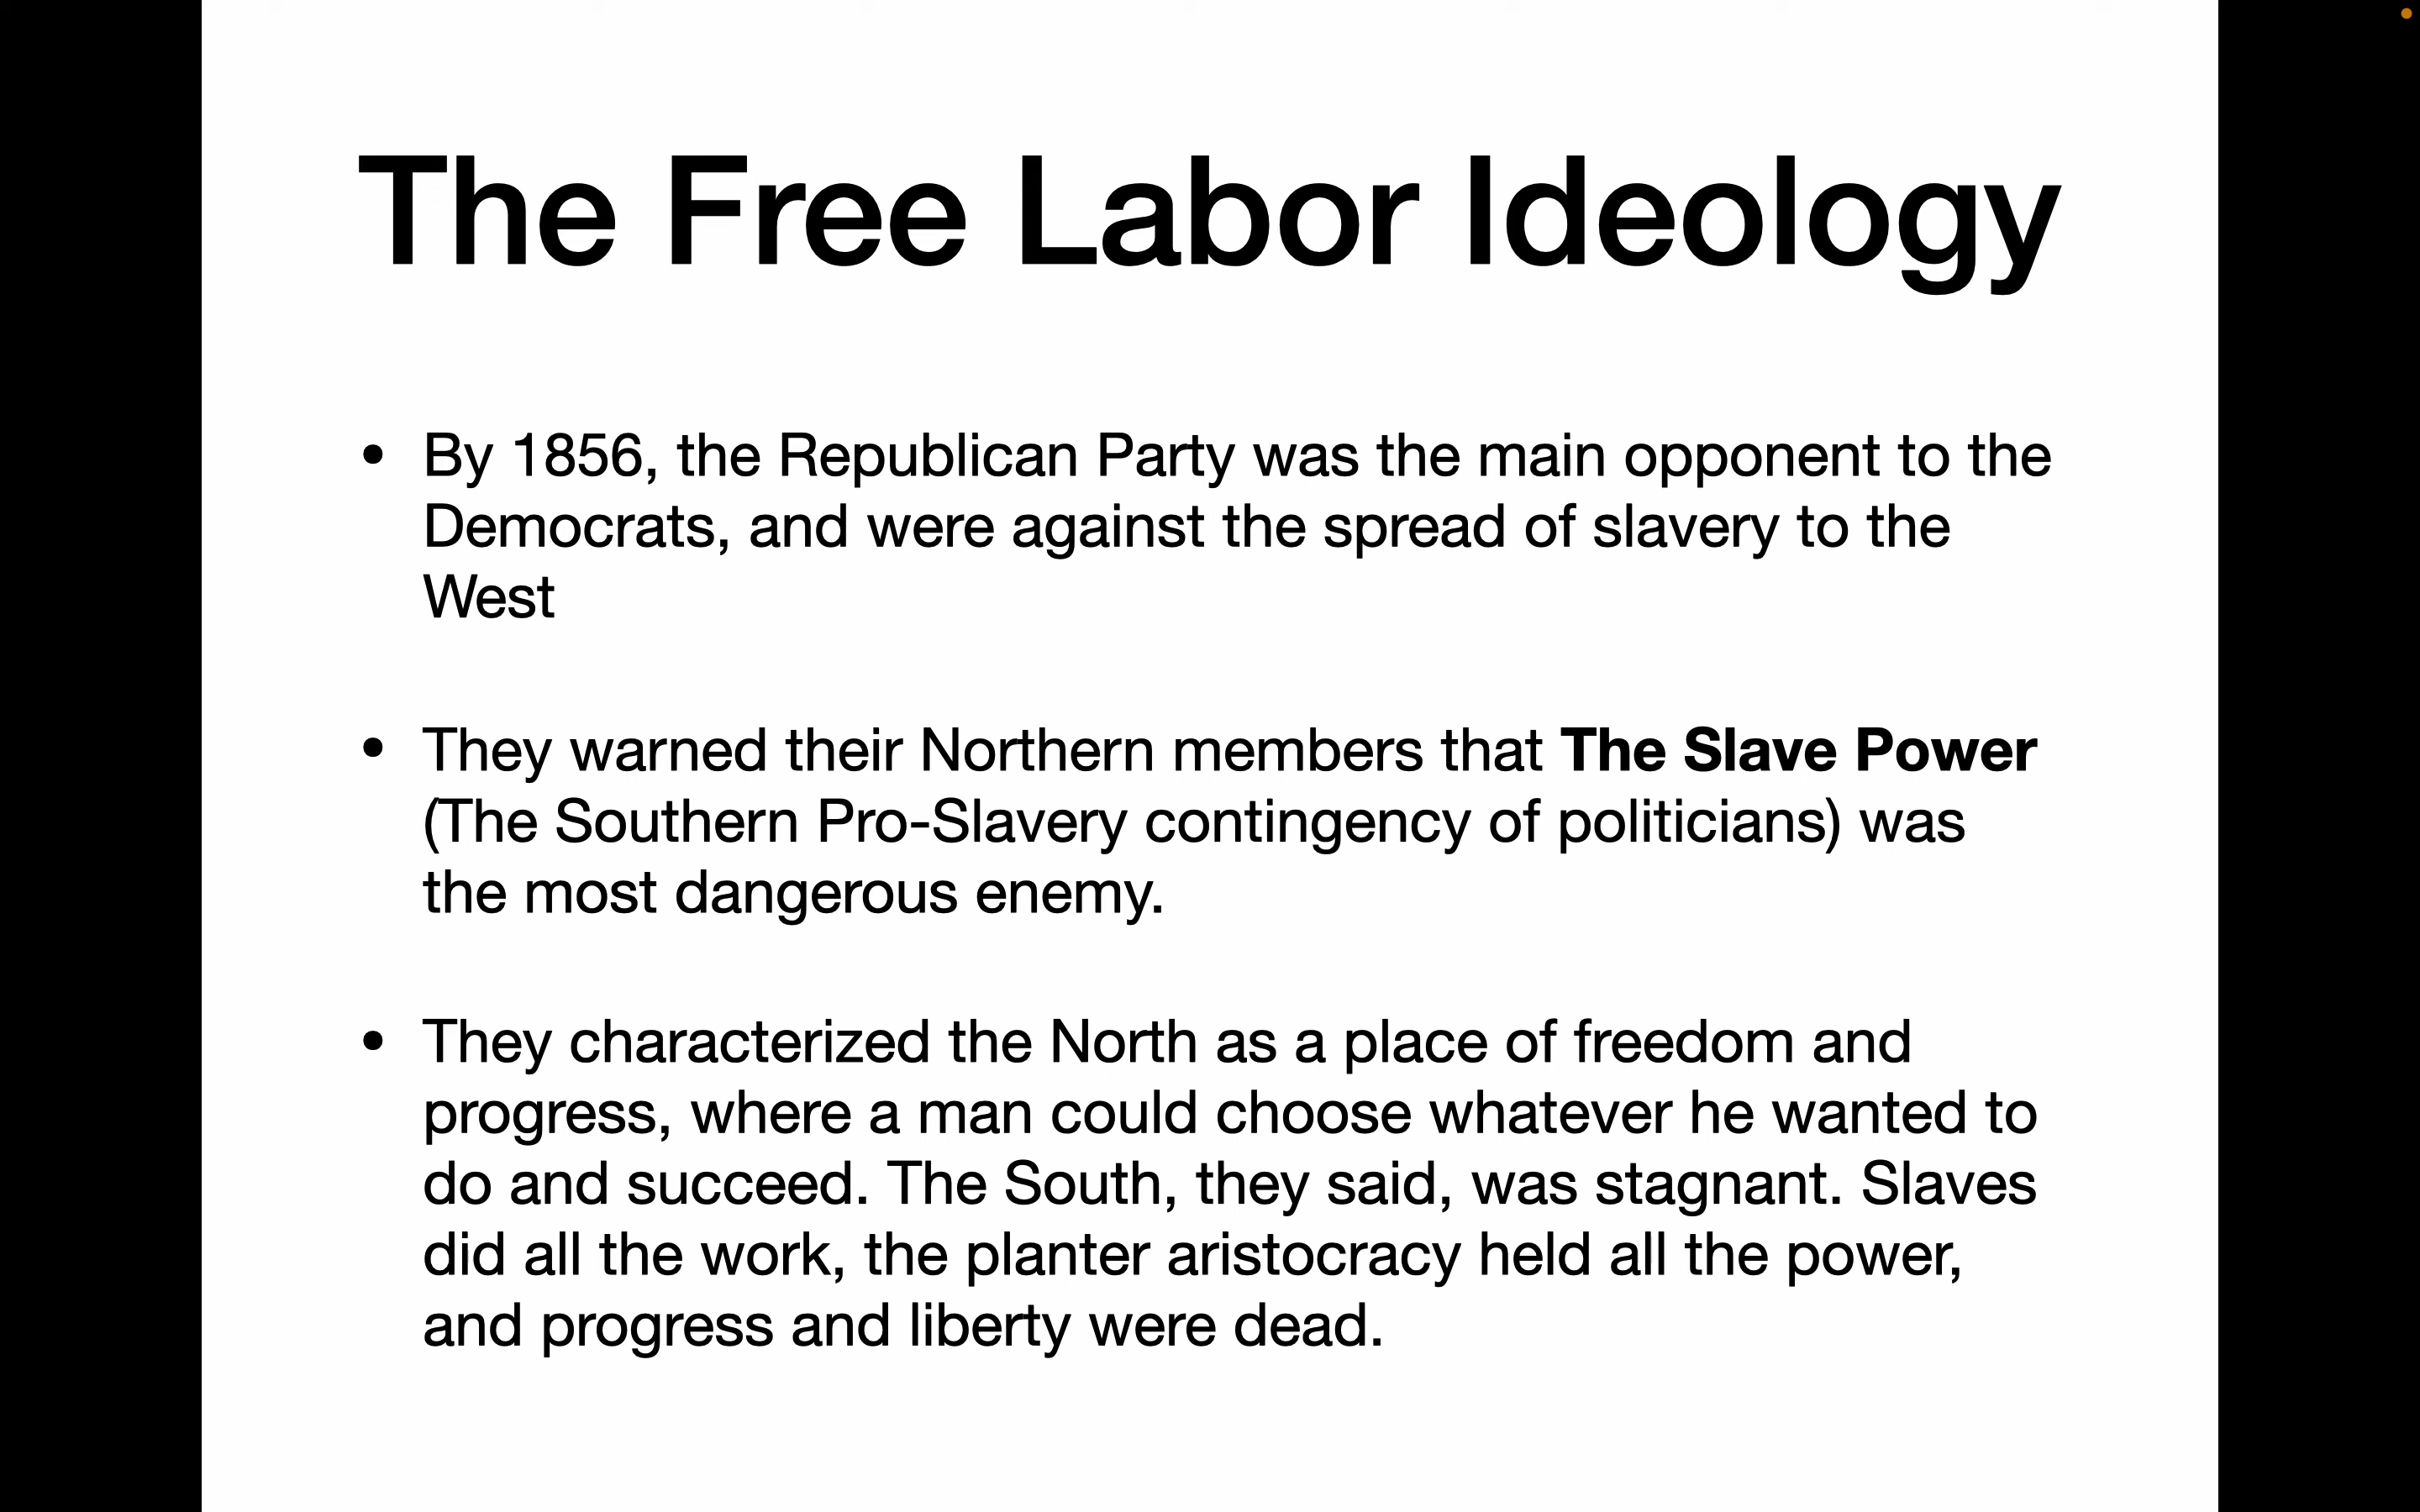 The Free Labor Ideology
• By 1856, the Republican Party was the main opponent to the
Democrats, and were against the spread of slavery to the
West
• They warned their Northern members that The Slave Power
(The Southern Pro-Slavery contingency of politicians) was
the most dangerous enemy.
• They characterized the North as a place of freedom and
progress, where a man could choose whatever he wanted to
do and succeed. The South, they said, was stagnant. Slaves
did all the work, the planter aristocracy held all the power,
and progress and liberty were dead.